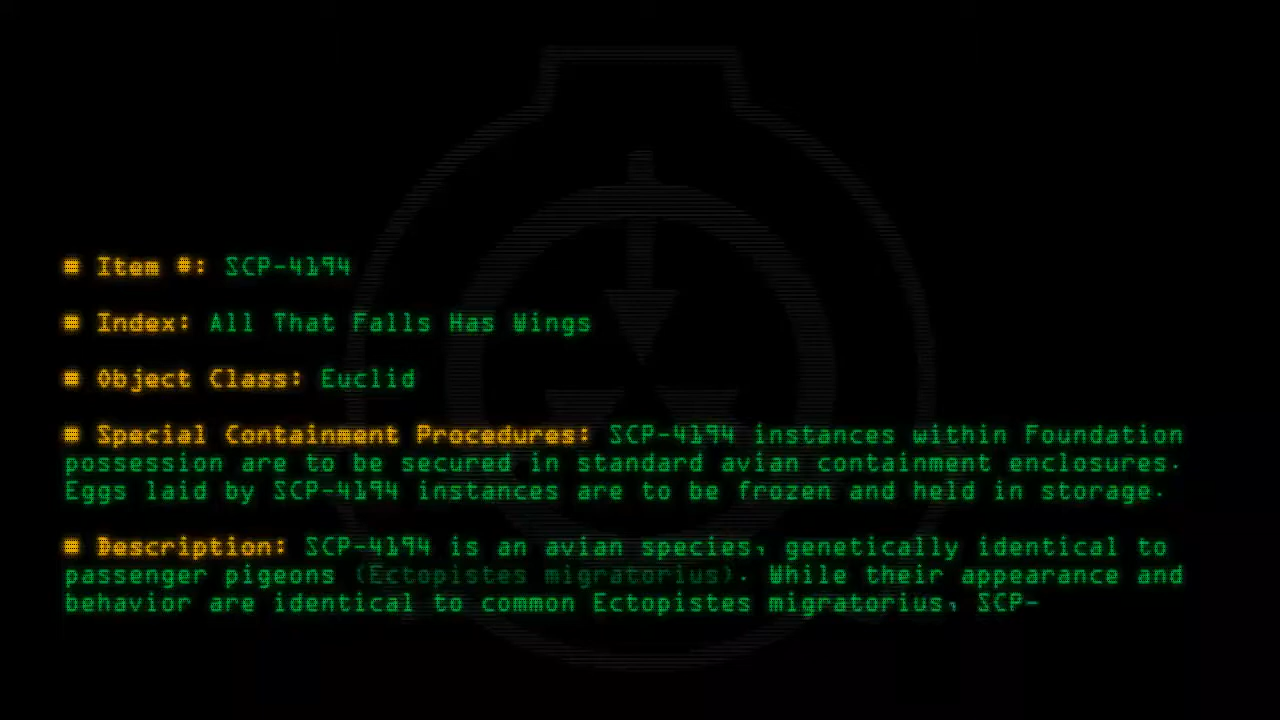 ■ Item #: SCP-4194
■ Index: All That Falls Has Wings
■ Object Class: Euclid
■ Special Containment Procedures: SCP-4194 instances within Foundation
possession are to be secured in standard avian containment enclosures.
Eggs laid by SCP-4194 instances are to be frozen and held in storage.
■ Description: SCP-4194 is an avian species, genetically identical to
passenger pigeons (Ectopistes migratorius). While their appearance and
behavior are identical to common Ectopistes migratorius, SCP-